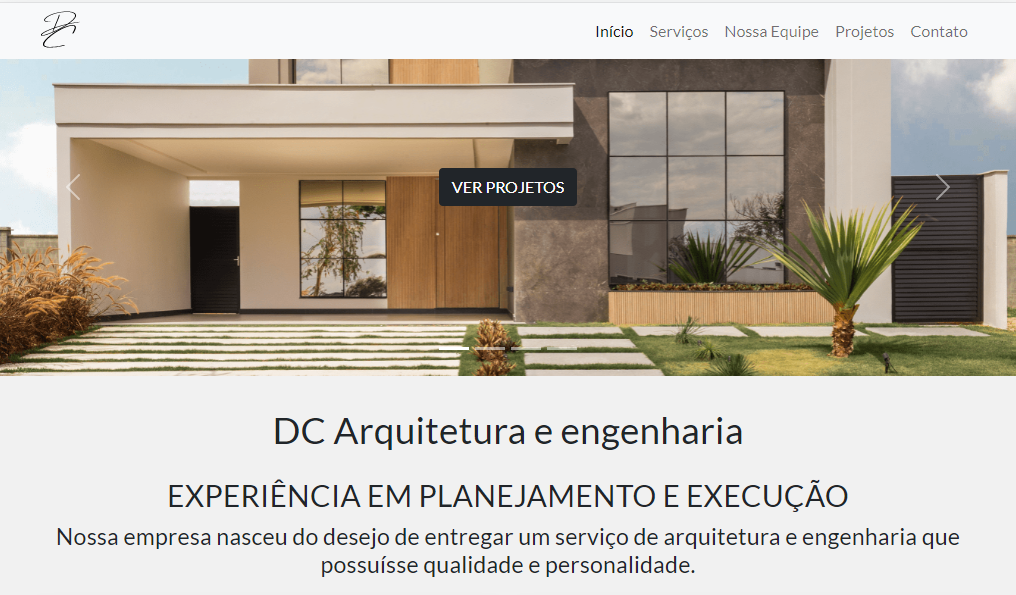 DC
Início Serviços Nossa Equipe Projetos Contato
VER PROJETOS
DC Arquitetura e engenharia
EXPERIÊNCIA EM PLANEJAMENTO E EXECUÇÃO
Nossa empresa nasceu do desejo de entregar um serviço de arquitetura e engenharia que
possuísse qualidade e personalidade.